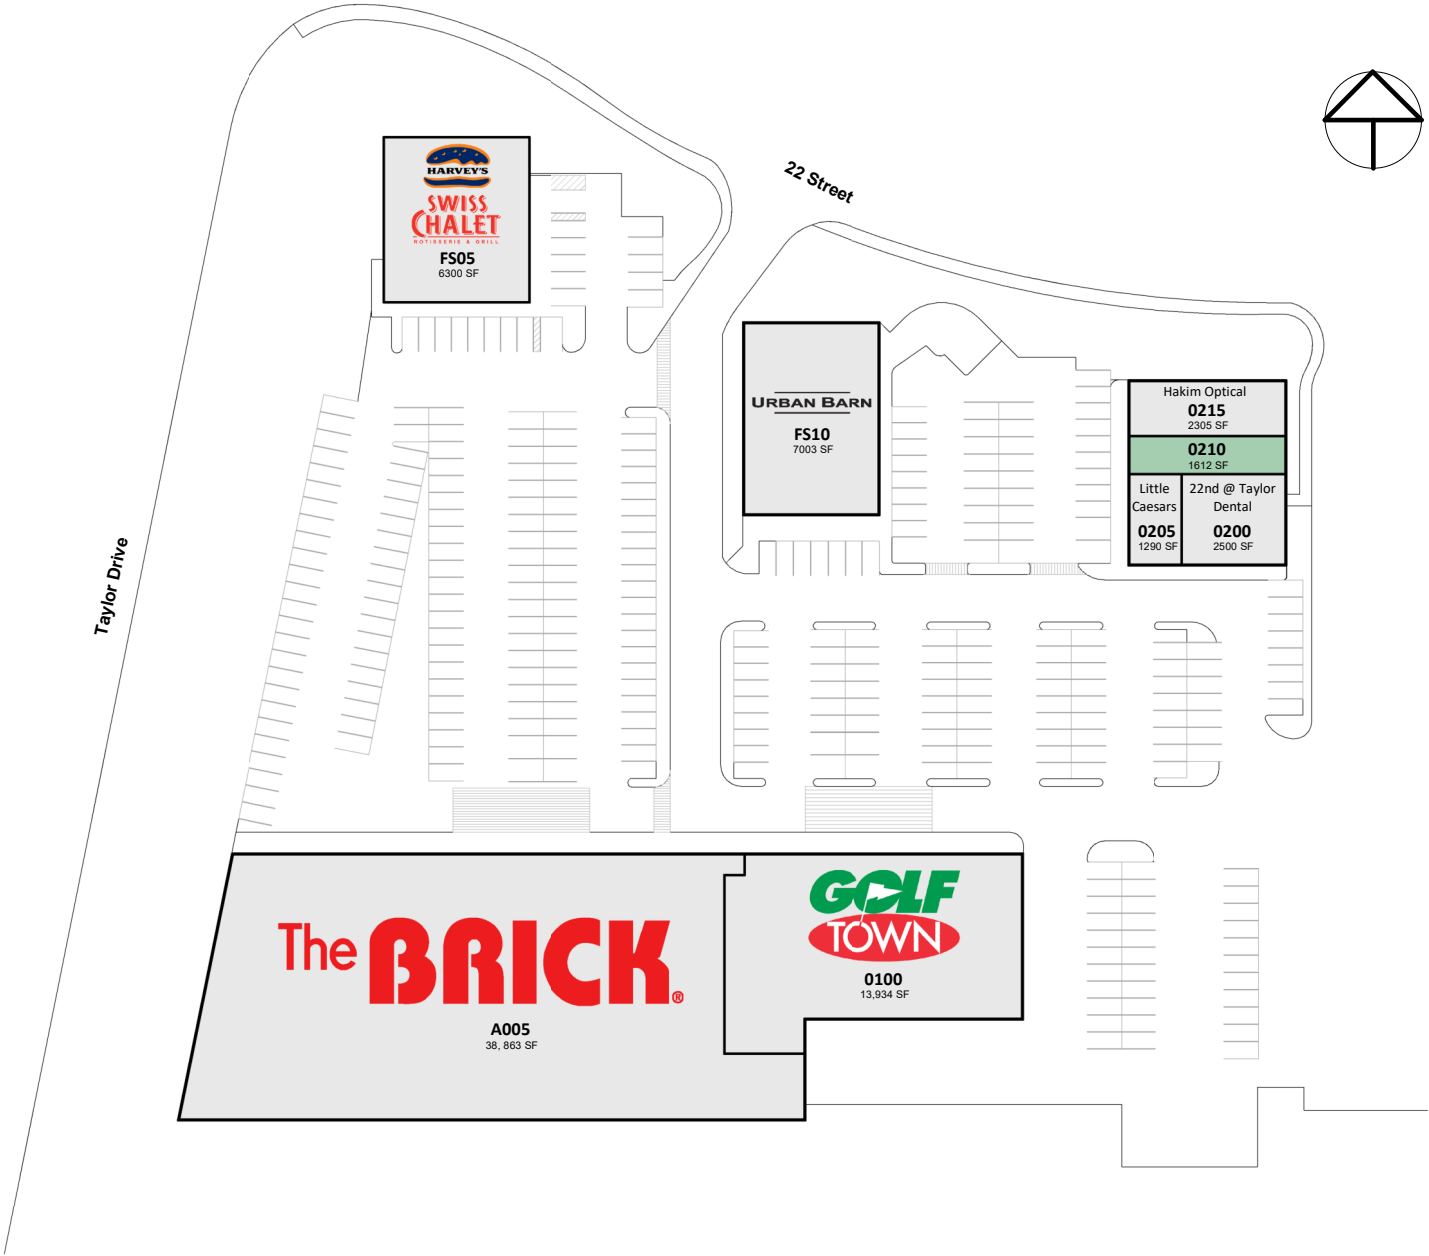 22 Street
HARVEY'S
SWISS
CHALET
ROTISSERIE & GRILL
FS05
6300 SF
URBAN BARN
FS10
7003 SF
Hakim Optical
0215
2305 SF
0210
1612 SF
Little
Caesars
0205
1290 SF
22nd @ Taylor
Dental
0200
2500 SF
Taylor Drive
The BRICK®
A005
38, 863 SF
GOLF
TOWN
0100
13,934 SF